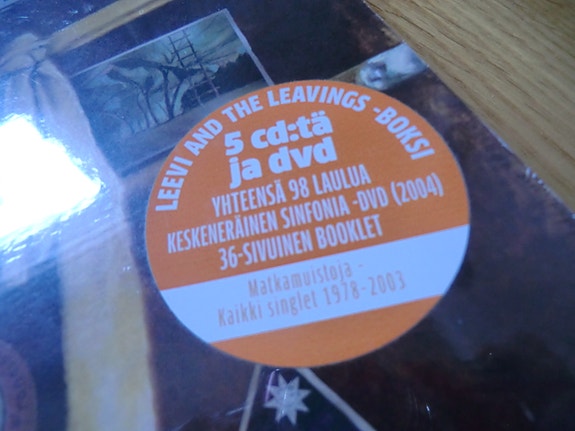 LEEVI AND THE LEAVINGS -BOKSI
5 cd:tä
ja dvd
YHTEENSÄ 98 LAULUA
KESKENERÄINEN SINFONIA -DVD (2004)
36-SIVUINEN BOOKLET
Matkamuistoja -
Kaikki singlet 1978-2003